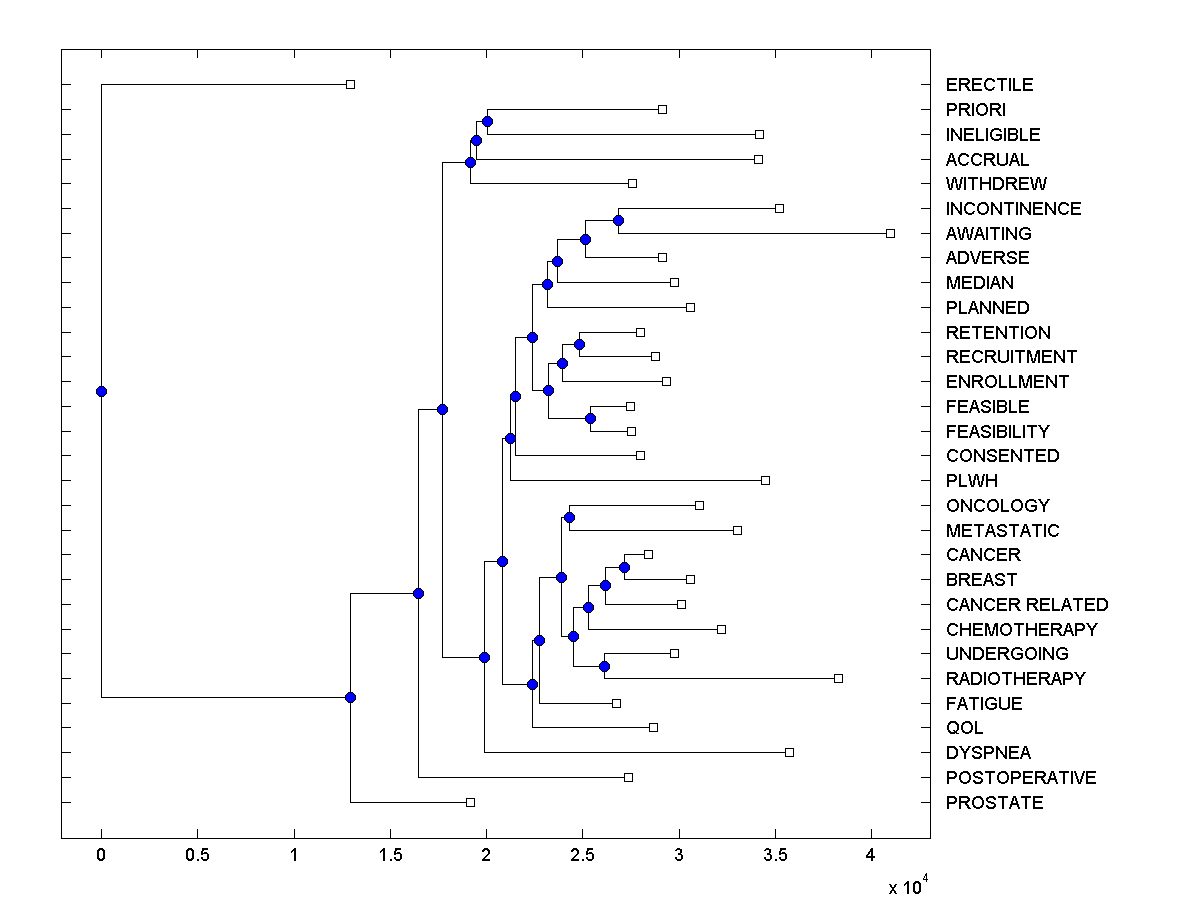 ERECTILE
PRIORI
INELIGIBLE
ACCRUAL
WITHDREW
INCONTINENCE
AWAITING
ADVERSE
MEDIAN
PLANNED
RETENTION
RECRUITMENT
ENROLLMENT
FEASIBLE
FEASIBILITY
CONSENTED
PLWH
ONCOLOGY
METASTATIC
CANCER
BREAST
CANCER RELATED
CHEMOTHERAPY
UNDERGOING
RADIOTHERAPY
FATIGUE
QOL
DYSPNEA
POSTOPERATIVE
PROSTATE
0 0.5 1 1.5 2 2.5 3 3.5 4
x 10^4